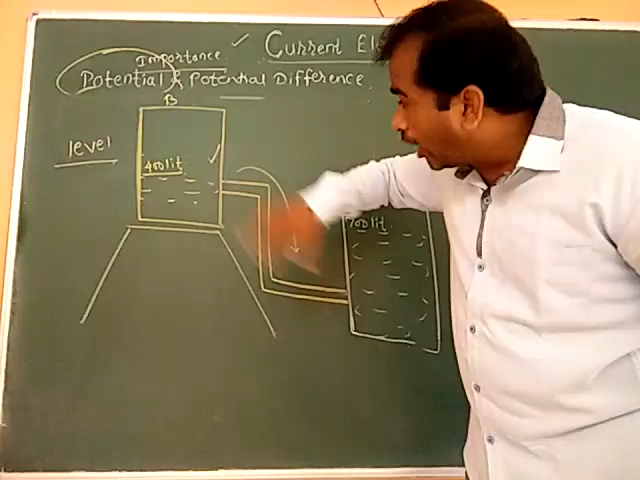 Importance
Current El
Potential & Potential Difference
B
level
400lit
700lit